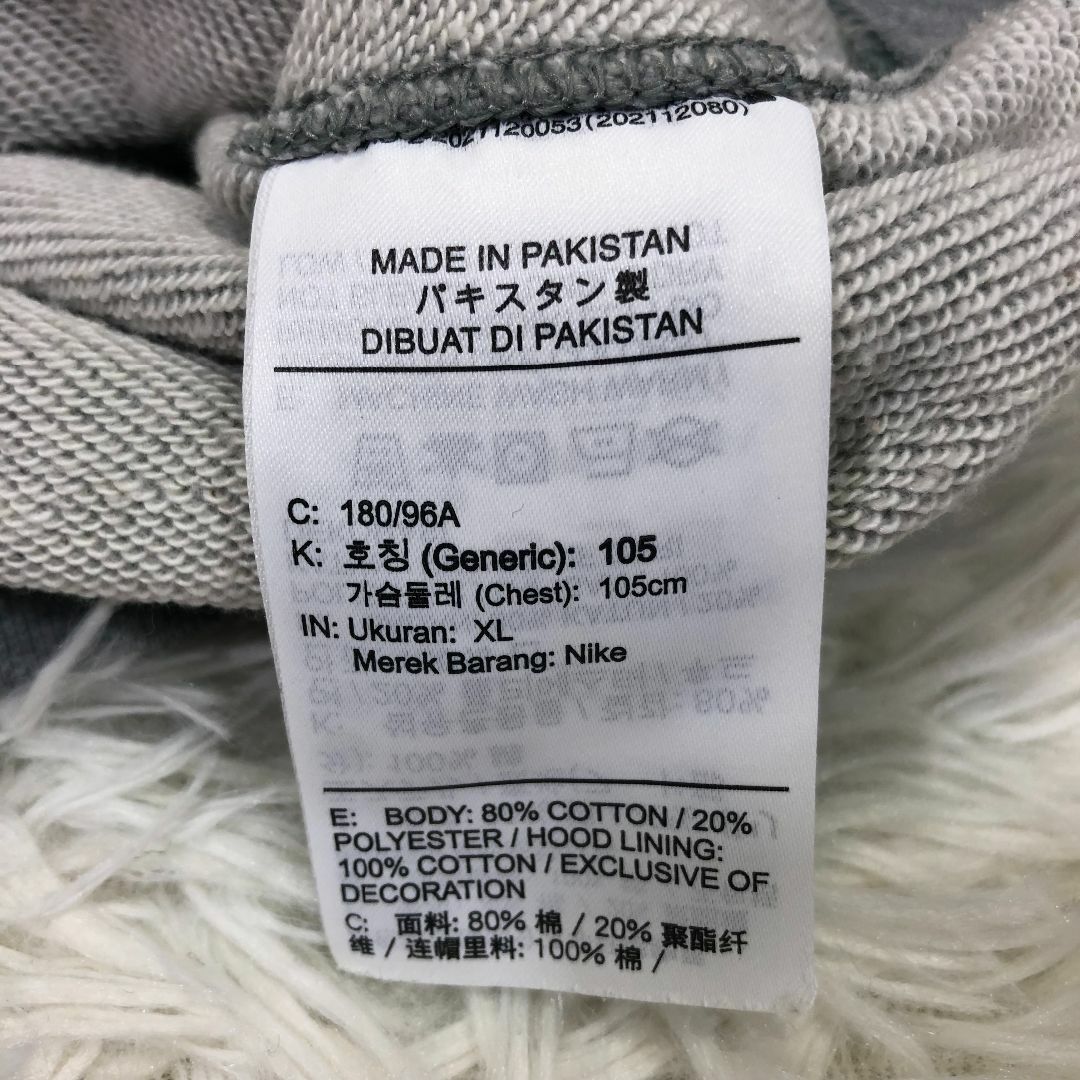 MADE IN PAKISTAN
パキスタン製
DIBUAT DI PAKISTAN
C: 180/96A
K: 호칭 (Generic): 105
가슴둘레 (Chest): 105cm
IN: Ukuran: XL
Merek Barang: Nike
E: BODY: 80% COTTON / 20%
POLYESTER / HOOD LINING:
100% COTTON / EXCLUSIVE OF
DECORATION
C: 面料: 80% 棉 / 20% 聚酯纤
维 / 连帽里料: 100% 棉 /